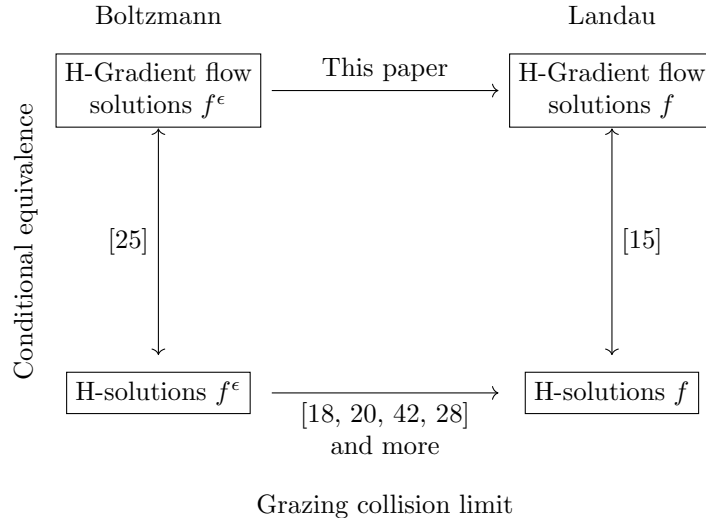 Boltzmann
Landau
H-Gradient flow
solutions f^ϵ
This paper
H-Gradient flow
solutions f
Conditional equivalence
[25]
[15]
H-solutions f^ϵ
[18, 20, 42, 28]
and more
H-solutions f
Grazing collision limit